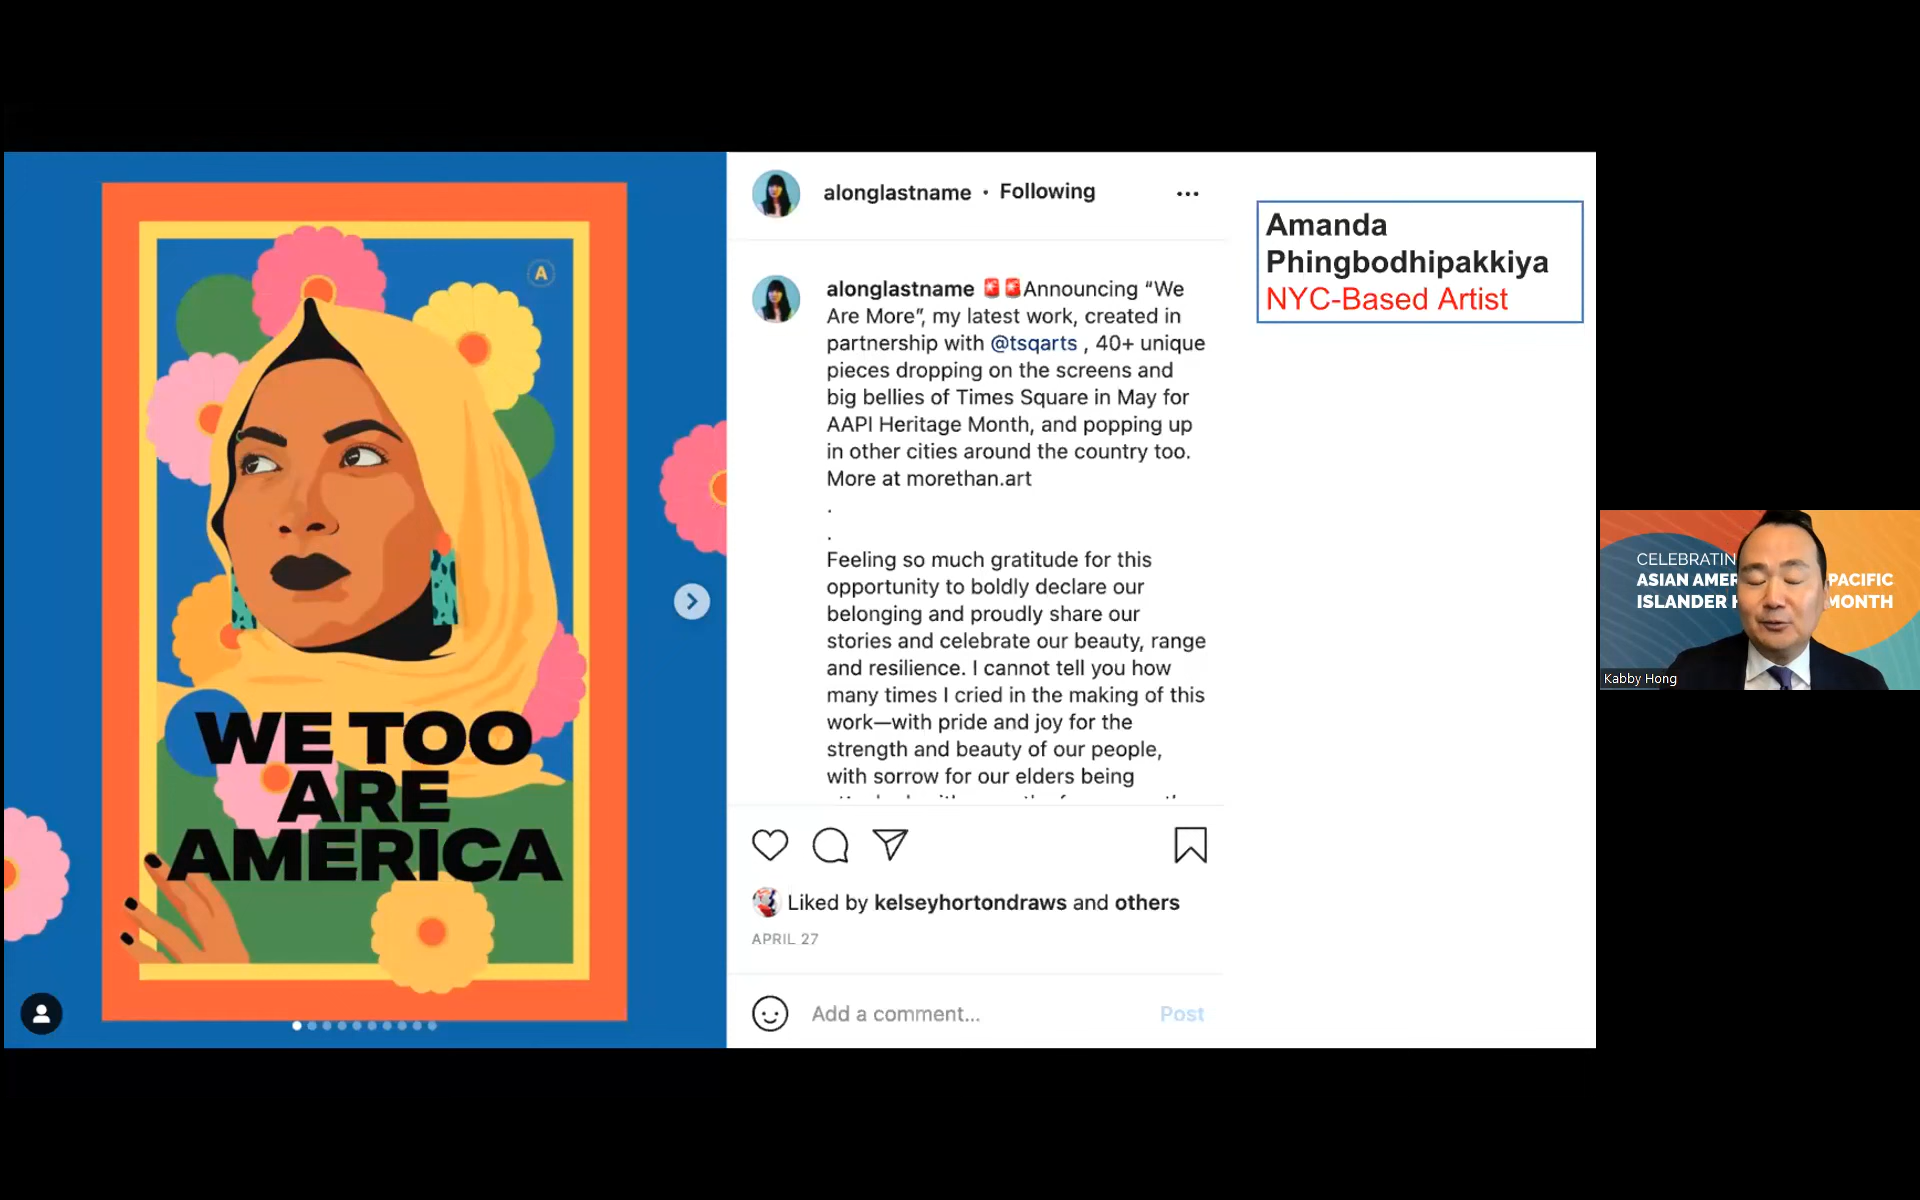 A
WE TOO
ARE
AMERICA
alonglastname • Following
alonglastname 🚨🚨Announcing “We
Are More”, my latest work, created in
partnership with @tsqarts , 40+ unique
pieces dropping on the screens and
big bellies of Times Square in May for
AAPI Heritage Month, and popping up
in other cities around the country too.
More at morethan.art
.
.
Feeling so much gratitude for this
opportunity to boldly declare our
belonging and proudly share our
stories and celebrate our beauty, range
and resilience. I cannot tell you how
many times I cried in the making of this
work—with pride and joy for the
strength and beauty of our people,
with sorrow for our elders being
Liked by kelseyhortondraws and others
APRIL 27
Add a comment...
Post
Amanda
Phingbodhipakkiya
NYC-Based Artist
CELEBRATIN
ASIAN AMER PACIFIC
ISLANDER H MONTH
Kabby Hong